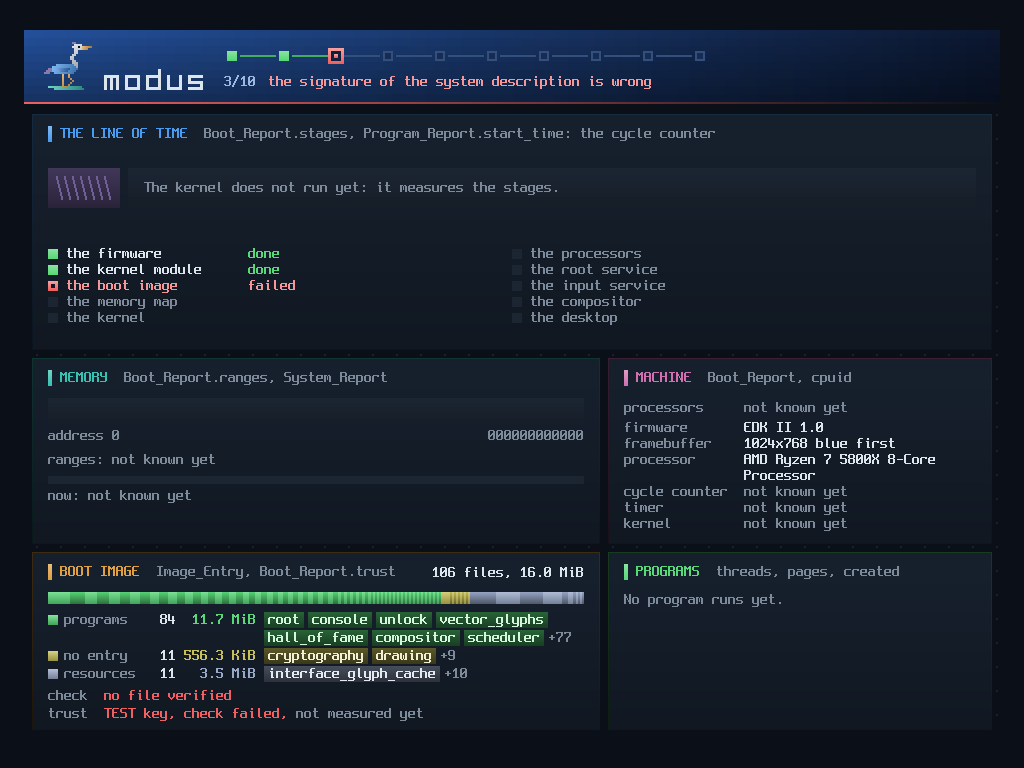 modus
3/10 the signature of the system description is wrong
THE LINE OF TIME Boot_Report.stages, Program_Report.start_time: the cycle counter
The kernel does not run yet: it measures the stages.
the firmware done
the kernel module done
the boot image failed
the memory map
the kernel
the processors
the root service
the input service
the compositor
the desktop
MEMORY Boot_Report.ranges, System_Report
address 0 000000000000
ranges: not known yet
now: not known yet
MACHINE Boot_Report, cpuid
processors not known yet
firmware EDK II 1.0
framebuffer 1024x768 blue first
processor AMD Ryzen 7 5800X 8-Core
Processor
cycle counter not known yet
timer not known yet
kernel not known yet
BOOT IMAGE Image_Entry, Boot_Report.trust 106 files, 16.0 MiB
programs 84 11.7 MiB root console unlock vector_glyphs
hall_of_fame compositor scheduler +77
no entry 11 556.3 KiB cryptography drawing +9
resources 11 3.5 MiB interface_glyph_cache +10
check no file verified
trust TEST key, check failed, not measured yet
PROGRAMS threads, pages, created
No program runs yet.